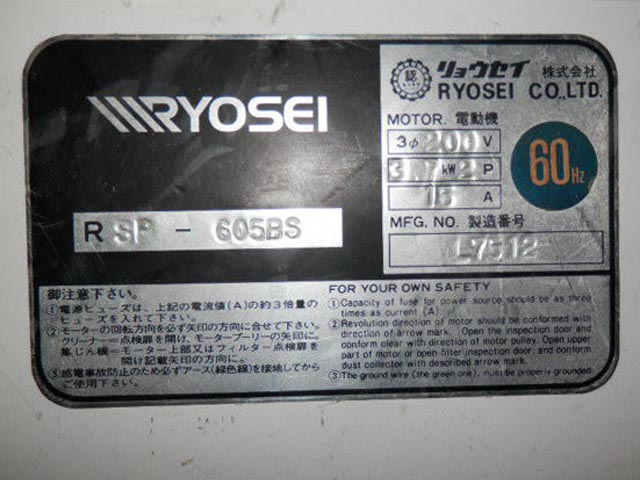 リョウセイ 株式会社
RYOSEI CO.,LTD.
RYOSEI
MOTOR. 電動機
3φ 200 V
3.7 kW 2 P
15 A
60Hz
R SP - 605BS
MFG. NO. 製造番号
L7512
御注意下さい。
①電源ヒューズは、上記の電流値(A)の約3倍量の
ヒューズを入れて下さい。
②モーターの回転方向を必ず矢印の方向に合せて下さい。
クリーナー…点検扉を開け、モータープーリーの矢印に。
集じん機…モーター上部又はフィルター点検扉を
開け記載矢印の方向に。
③感電事故防止のため必ずアース(緑色線)を接地してから
ご使用下さい。
FOR YOUR OWN SAFETY
①Capacity of fuse for power source should be as three
times as current (A).
②Revolution direction of motor should be conformed with
direction of arrow mark. Open the inspection door and
conform clear with direction of motor pulley. Open upper
part of motor or open filter inspection door, and conform
dust collector with described arrow mark.
③The ground wire (the green one), must be properly grounded.